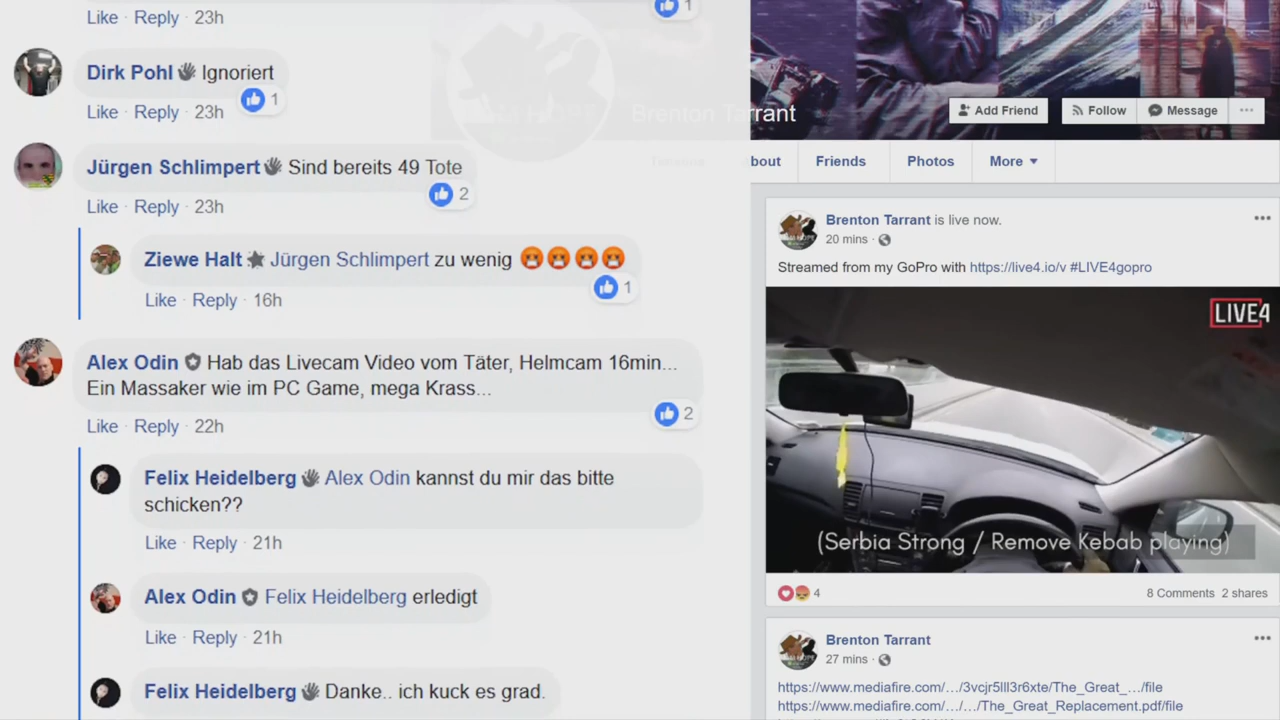 Like · Reply · 23h
1
Dirk Pohl Ignoriert
1
Like · Reply · 23h
Jürgen Schlimpert Sind bereits 49 Tote
2
Like · Reply · 23h
Ziewe Halt Jürgen Schlimpert zu wenig
1
Like · Reply · 16h
Alex Odin Hab das Livecam Video vom Täter, Helmcam 16min...
Ein Massaker wie im PC Game, mega Krass...
2
Like · Reply · 22h
Felix Heidelberg Alex Odin kannst du mir das bitte
schicken??
Like · Reply · 21h
Alex Odin Felix Heidelberg erledigt
Like · Reply · 21h
Felix Heidelberg Danke.. ich kuck es grad.
Brenton Tarrant
Add Friend
Follow
Message
Timeline
bout
Friends
Photos
More
Brenton Tarrant is live now.
20 mins ·
Streamed from my GoPro with https://live4.io/v #LIVE4gopro
LIVE4
(Serbia Strong / Remove Kebab playing)
4
8 Comments 2 shares
Brenton Tarrant
27 mins ·
https://www.mediafire.com/…/3vcjr5lll3r6xte/The_Great_…/file
https://www.mediafire.com/…/…/The_Great_Replacement.pdf/file